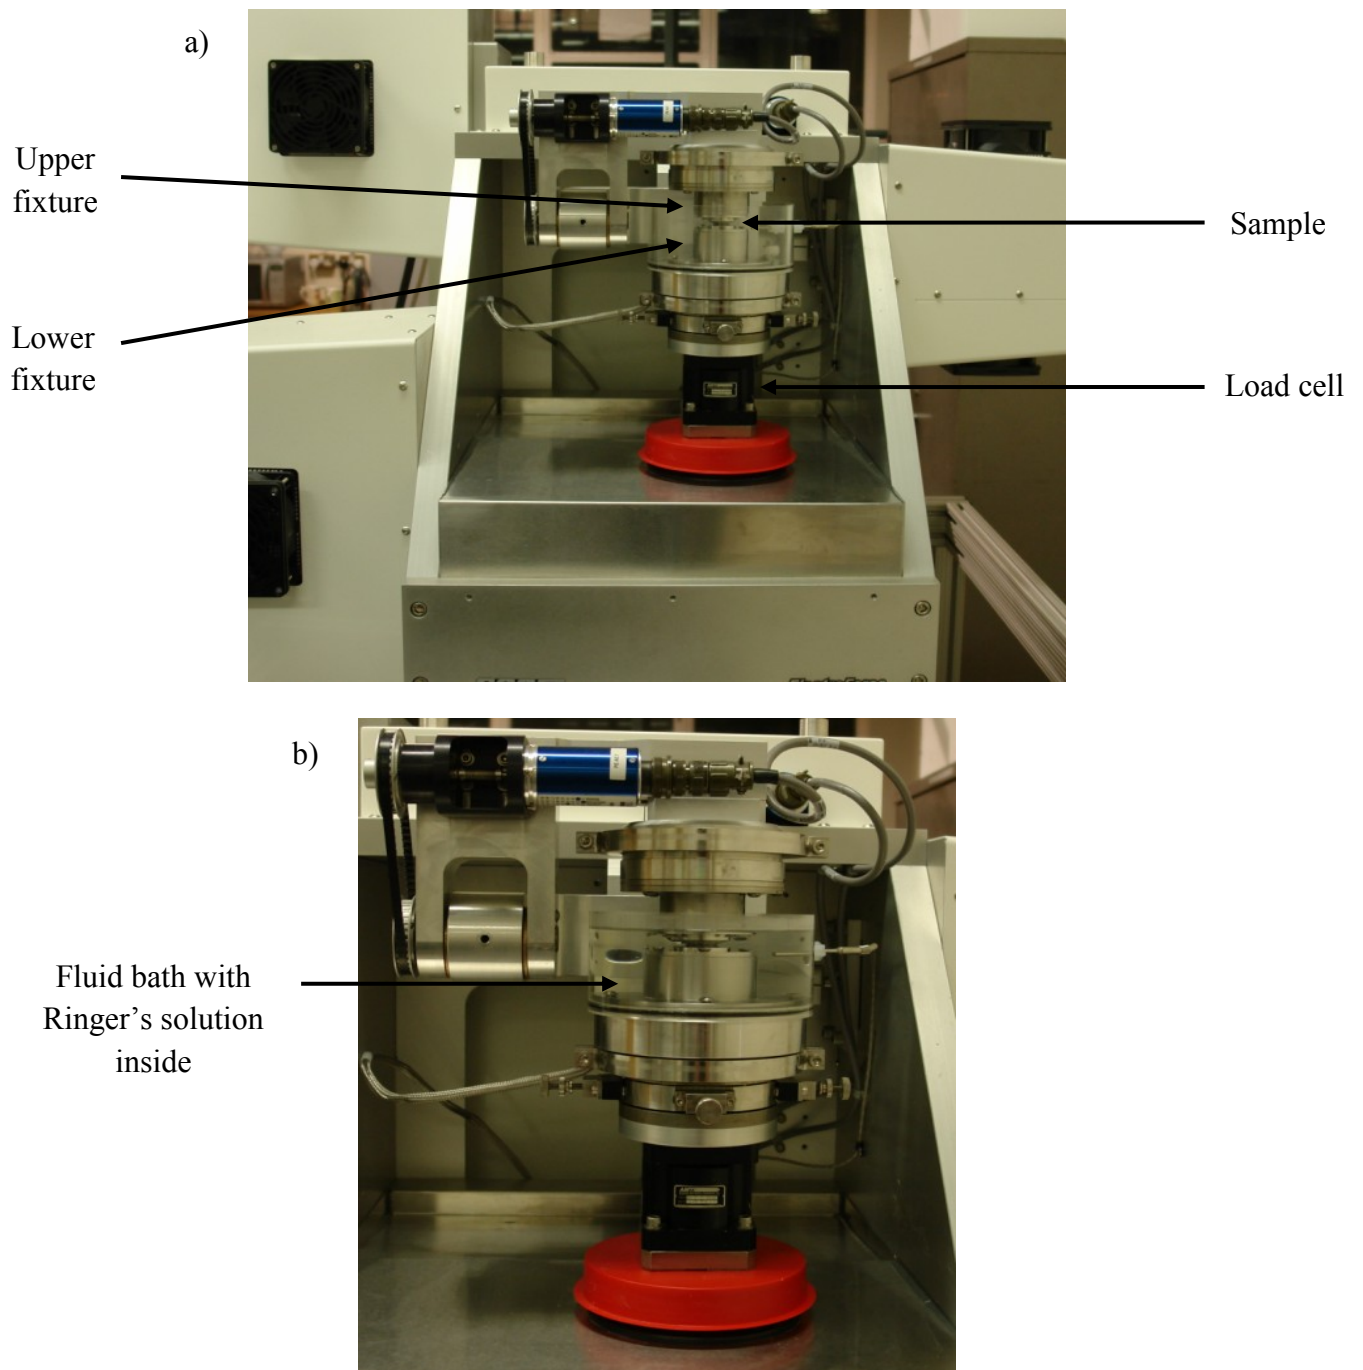 a)
Upper
fixture
Sample
Lower
fixture
Load cell
b)
Fluid bath with
Ringer’s solution
inside